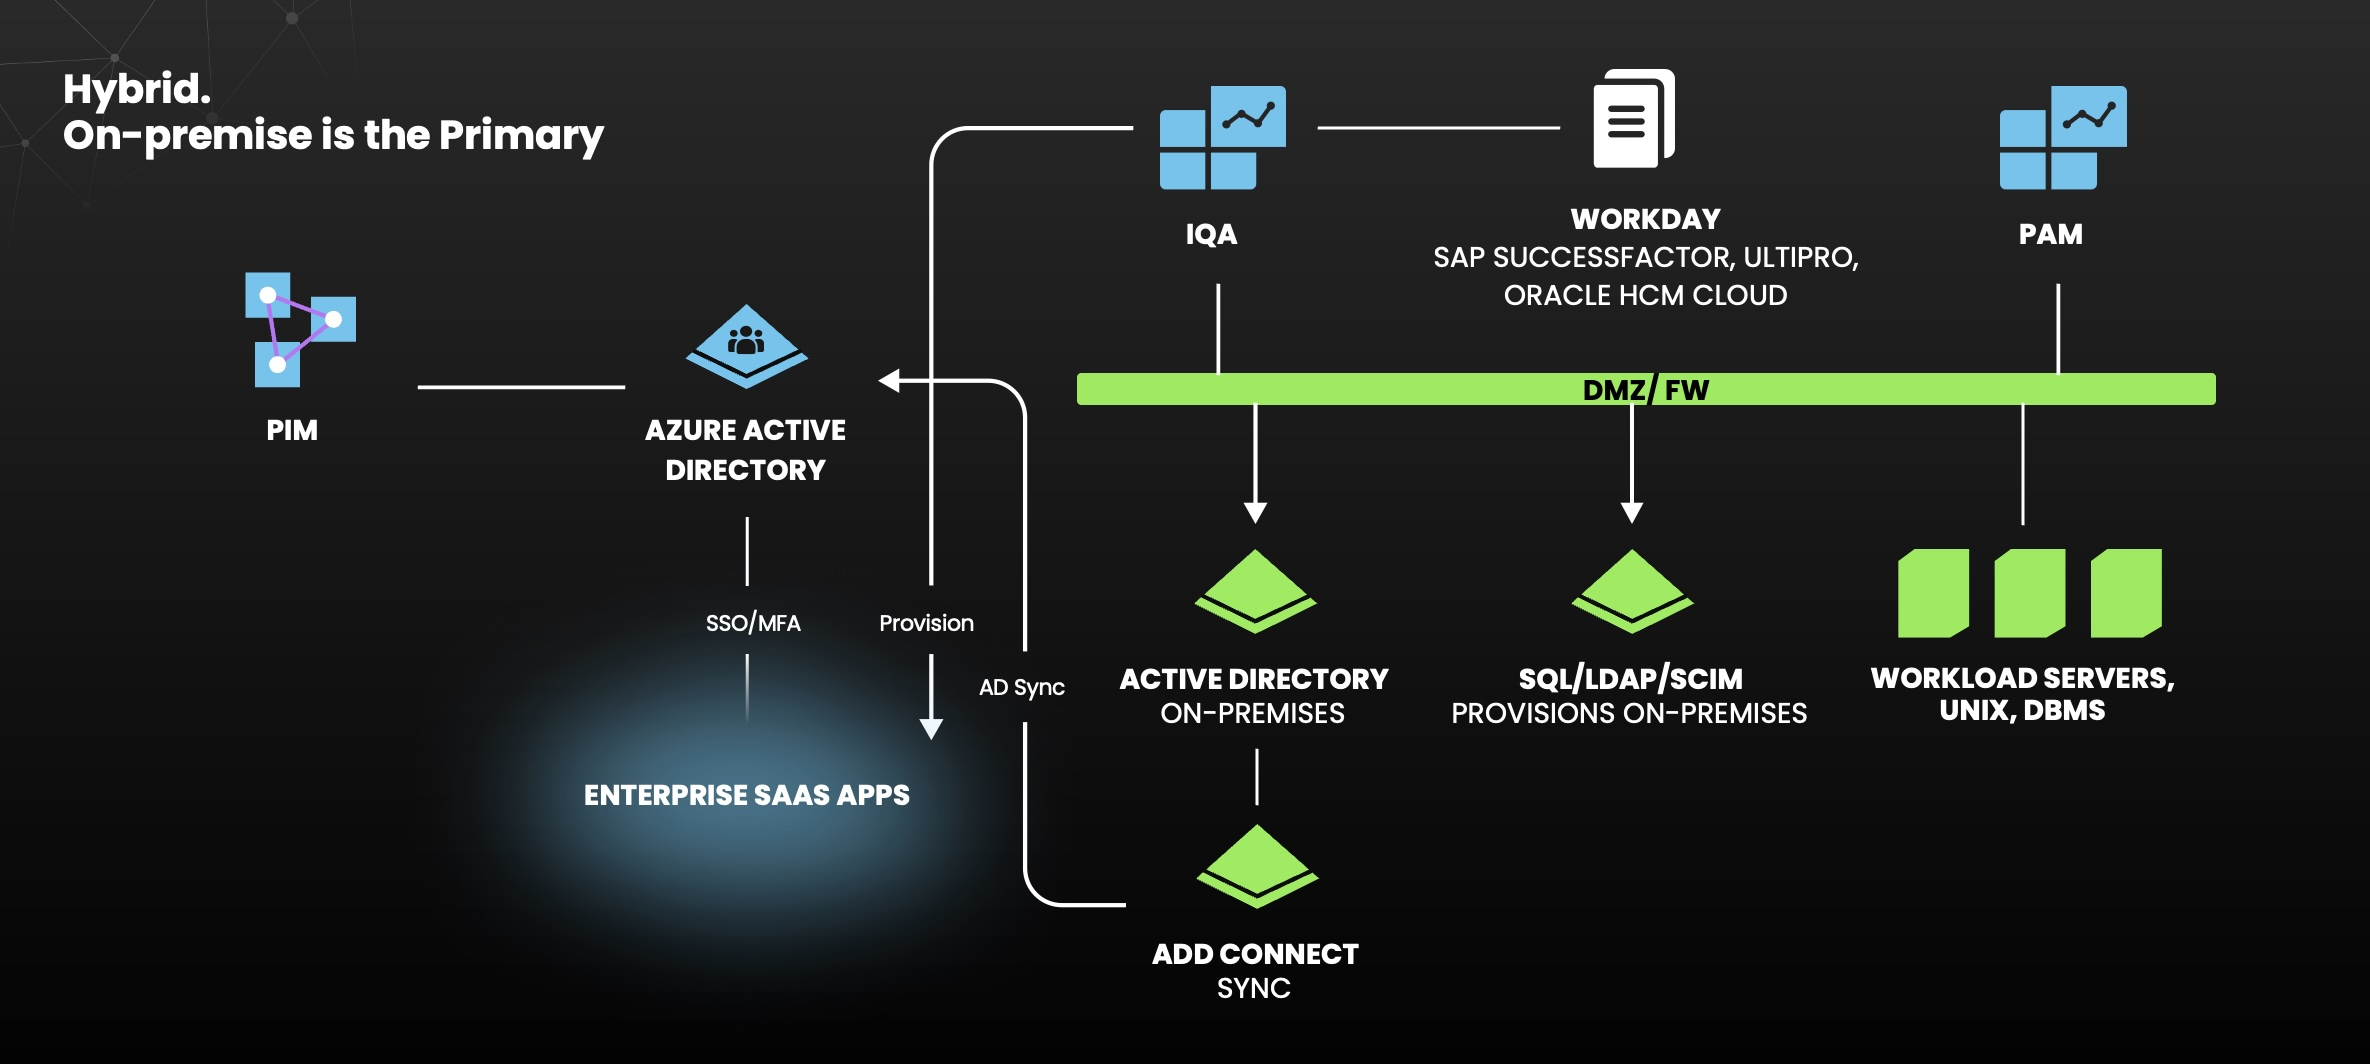 Hybrid.
On-premise is the Primary
IQA
WORKDAY
SAP SUCCESSFACTOR, ULTIPRO,
ORACLE HCM CLOUD
PAM
PIM
AZURE ACTIVE
DIRECTORY
DMZ/ FW
SSO/MFA
Provision
AD Sync
ACTIVE DIRECTORY
ON-PREMISES
SQL/LDAP/SCIM
PROVISIONS ON-PREMISES
WORKLOAD SERVERS,
UNIX, DBMS
ENTERPRISE SAAS APPS
ADD CONNECT
SYNC